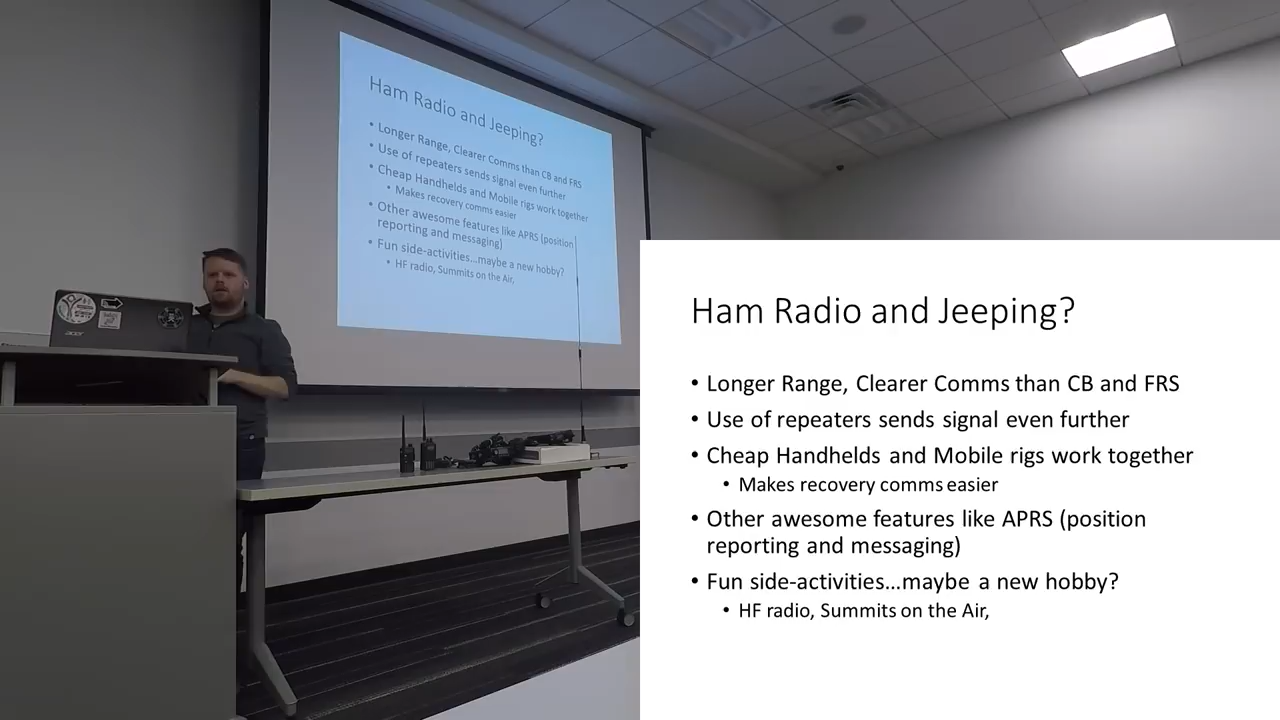 Ham Radio and Jeeping?
• Longer Range, Clearer Comms than CB and FRS
• Use of repeaters sends signal even further
• Cheap Handhelds and Mobile rigs work together
• Makes recovery comms easier
• Other awesome features like APRS (position
reporting and messaging)
• Fun side-activities...maybe a new hobby?
• HF radio, Summits on the Air,
acer
Ham Radio and Jeeping?
• Longer Range, Clearer Comms than CB and FRS
• Use of repeaters sends signal even further
• Cheap Handhelds and Mobile rigs work together
• Makes recovery comms easier
• Other awesome features like APRS (position
reporting and messaging)
• Fun side-activities...maybe a new hobby?
• HF radio, Summits on the Air,